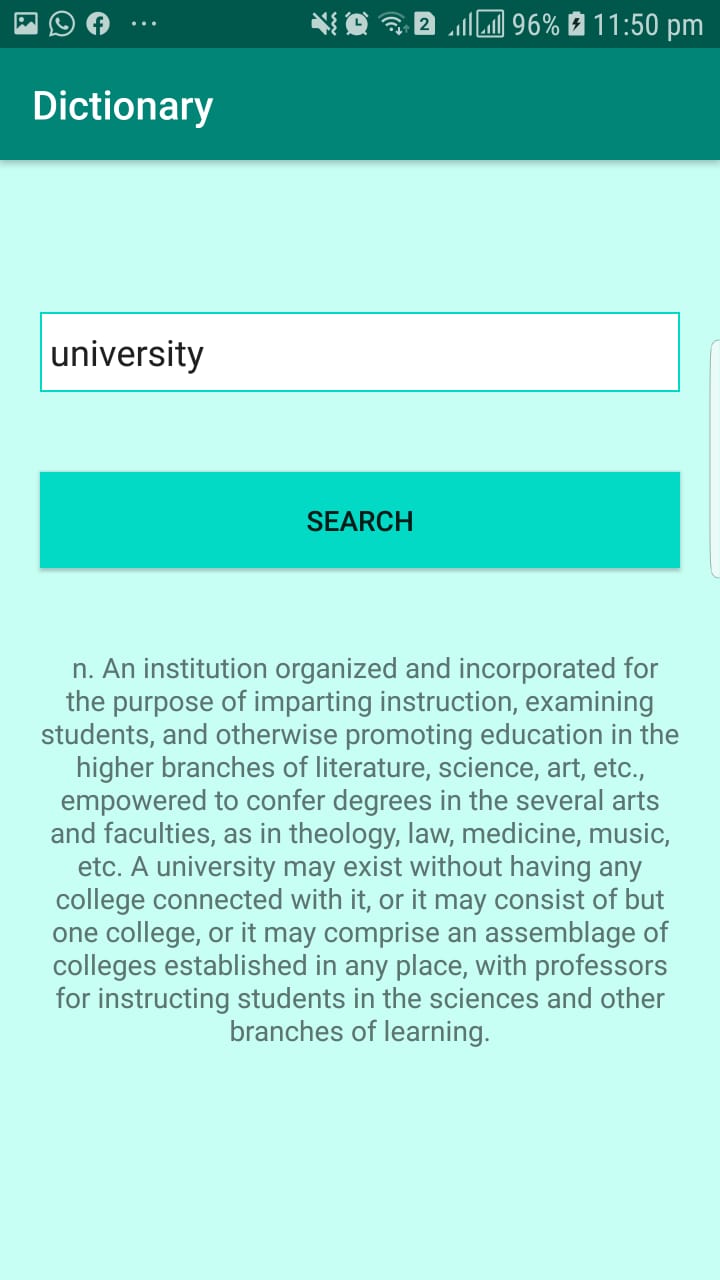 2 96% 11:50 pm
Dictionary
university
SEARCH
n. An institution organized and incorporated for
the purpose of imparting instruction, examining
students, and otherwise promoting education in the
higher branches of literature, science, art, etc.,
empowered to confer degrees in the several arts
and faculties, as in theology, law, medicine, music,
etc. A university may exist without having any
college connected with it, or it may consist of but
one college, or it may comprise an assemblage of
colleges established in any place, with professors
for instructing students in the sciences and other
branches of learning.